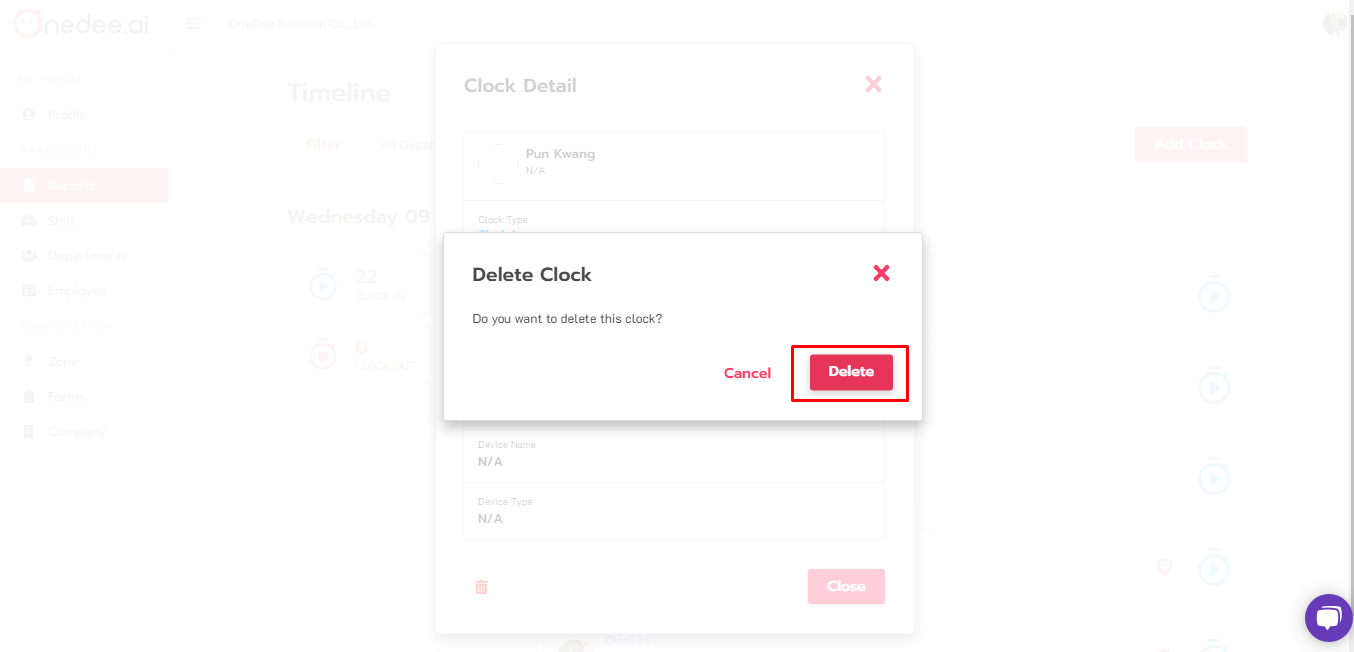 Onedee.ai
OneDee Solution Co., Ltd.
MY PORTAL
Profile
MANAGEMENT
Reports
Shift
Departments
Employee
ADMINISTRATION
Zone
Forms
Company
Timeline
Filter
All Depar
Add Clock
Wednesday 09
22
CLOCK IN
0
CLOCK OUT
Clock Detail
Pun Kwang
N/A
Clock Type
Delete Clock
Do you want to delete this clock?
Cancel
Delete
Device Name
N/A
Device Type
N/A
Close
Clock In